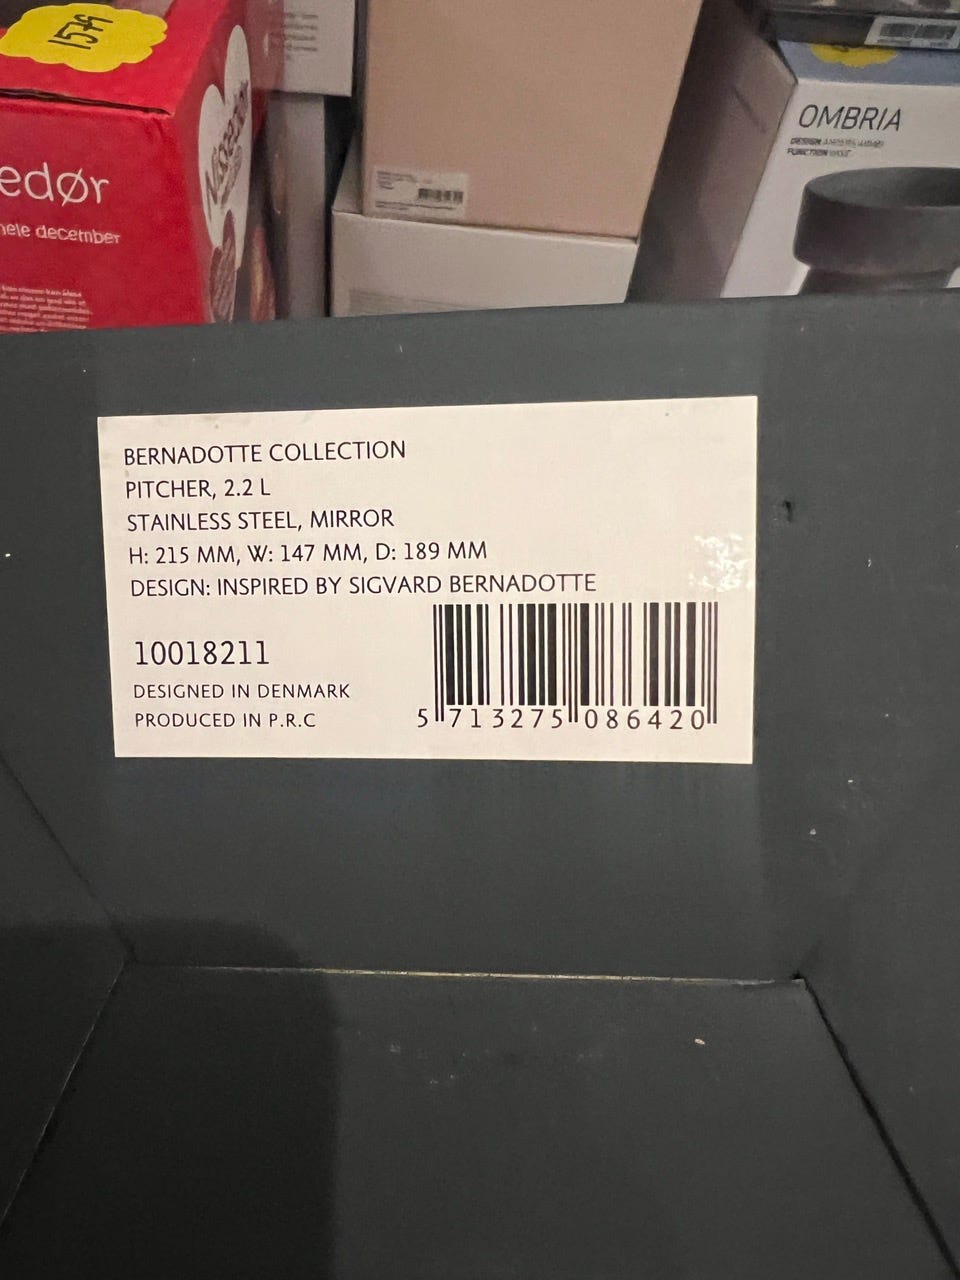 1579
edør
hele december
OMBRIA
BERNADOTTE COLLECTION
PITCHER, 2.2 L
STAINLESS STEEL, MIRROR
H: 215 MM, W: 147 MM, D: 189 MM
DESIGN: INSPIRED BY SIGVARD BERNADOTTE
10018211
DESIGNED IN DENMARK
PRODUCED IN P.R.C
5 713275 086420